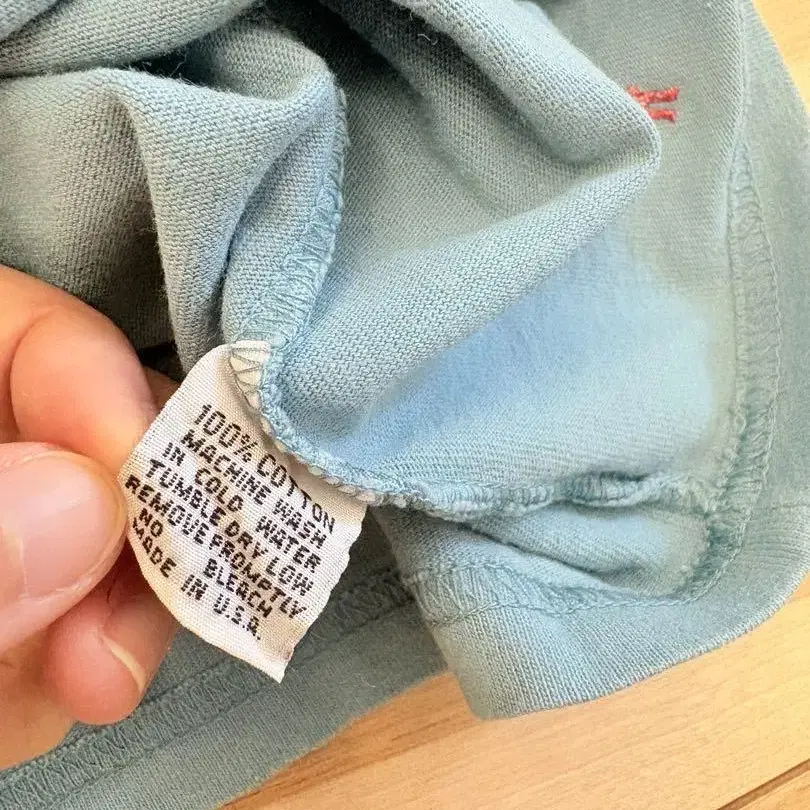 100% COTTON
MACHINE WASH
IN COLD WATER
TUMBLE DRY LOW
REMOVE PROMPTLY
NO BLEACH
MADE IN U.S.A.